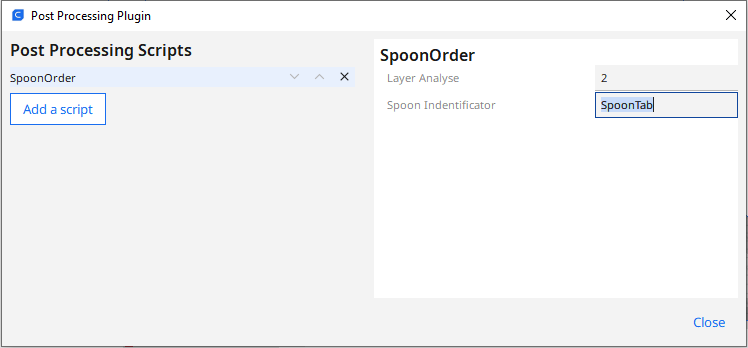 Post Processing Plugin
Post Processing Scripts
SpoonOrder
Add a script
SpoonOrder
Layer Analyse
2
Spoon Indentificator
SpoonTab
Close